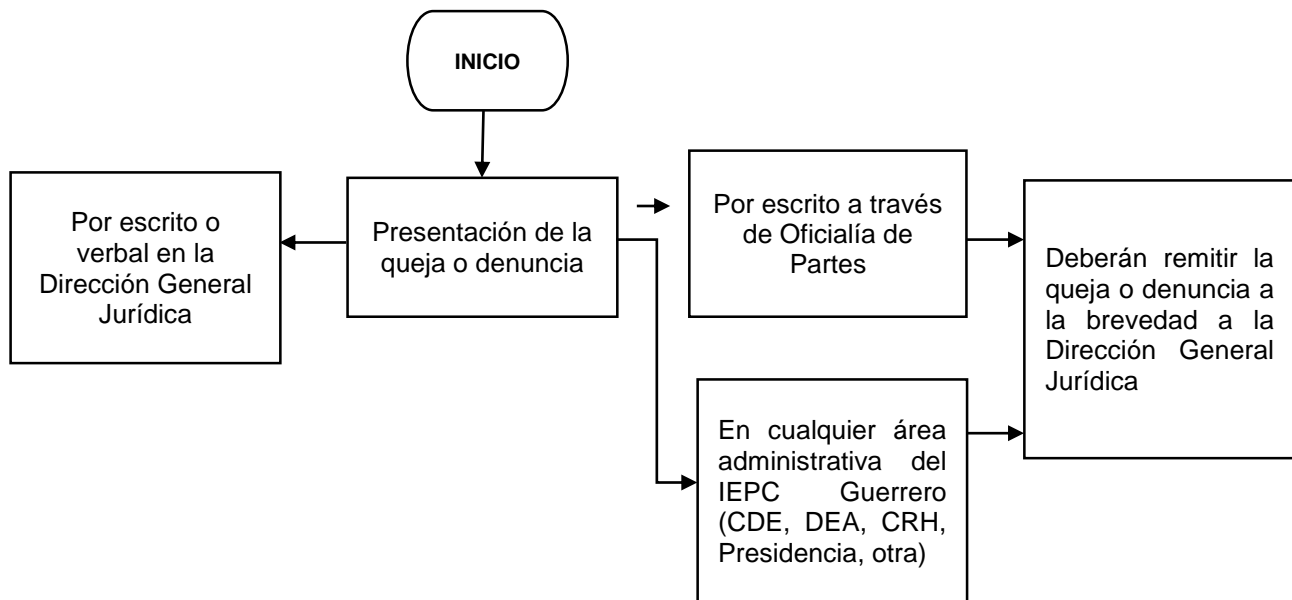 INICIO
Por escrito o
verbal en la
Dirección General
Jurídica
Presentación de la
queja o denuncia
Por escrito a través
de Oficialía de
Partes
Deberán remitir la
queja o denuncia a
la brevedad a la
Dirección General
Jurídica
En cualquier área
administrativa del
IEPC Guerrero
(CDE, DEA, CRH,
Presidencia, otra)